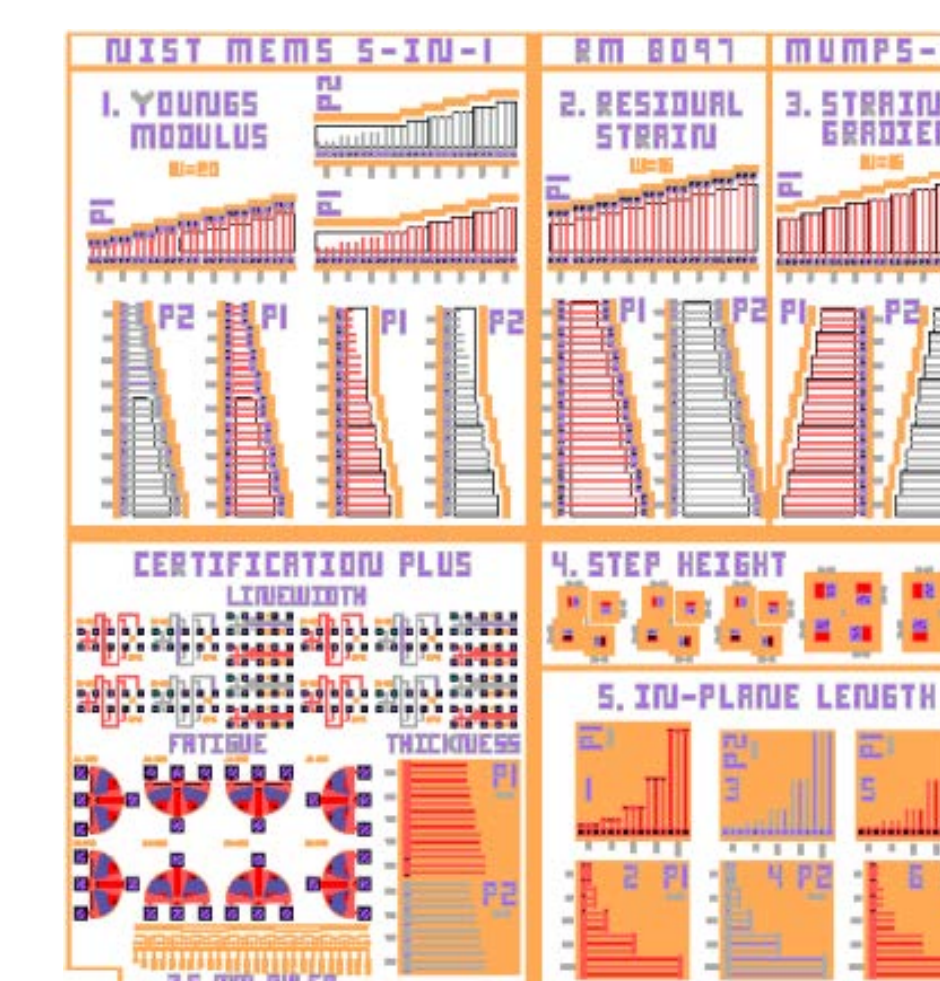 NIST MEMS 5-IN-1
RM 8097
MUMPS-
1. YOUNGS
MODULUS
W=20
P2
P1
P1
P2
P1
P1
P2
2. RESIDUAL
STRAIN
W=16
P1
P1
P2
3. STRAIN
GRADIE
W=16
P1
P1
P2
CERTIFICATION PLUS
LINEWIDTH
FATIGUE
THICKNESS
P1
P2
4. STEP HEIGHT
5. IN-PLANE LENGTH
P1
1
P2
3
P1
5
2 P1
4 P2
6